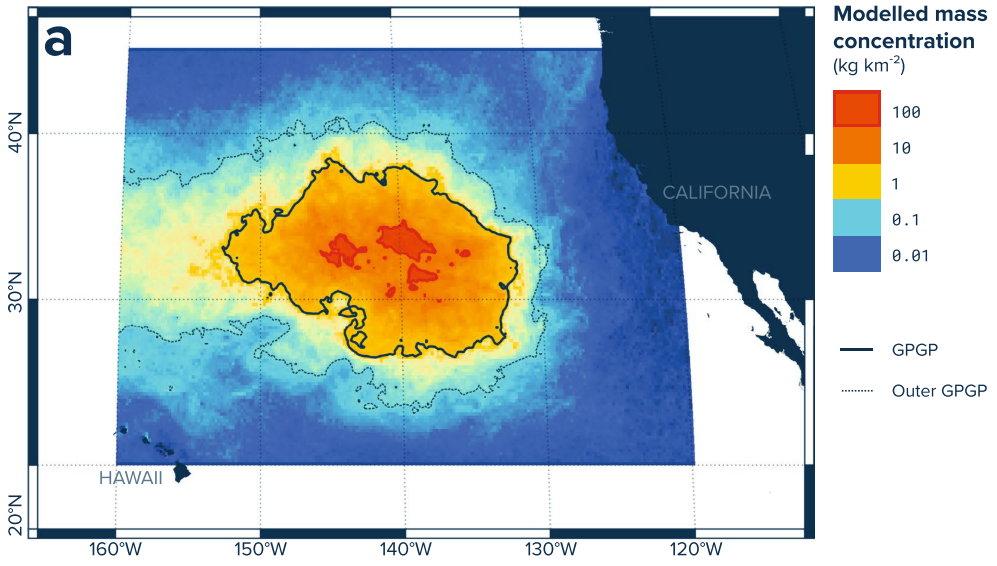 a
Modelled mass
concentration
(kg km⁻²)
100
10
1
0.1
0.01
GPGP
Outer GPGP
40°N
30°N
20°N
CALIFORNIA
HAWAII
160°W
150°W
140°W
130°W
120°W